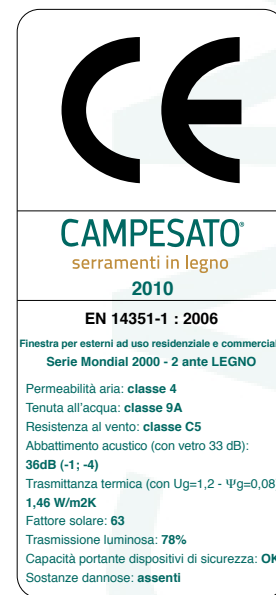 CE
CAMPESATO®
serramenti in legno
2010
EN 14351-1 : 2006
Finestra per esterni ad uso residenziale e commercial
Serie Mondial 2000 - 2 ante LEGNO
Permeabilità aria: classe 4
Tenuta all'acqua: classe 9A
Resistenza al vento: classe C5
Abbattimento acustico (con vetro 33 dB):
36dB (-1; -4)
Trasmittanza termica (con Ug=1,2 - Ψg=0,08
1,46 W/m2K
Fattore solare: 63
Trasmissione luminosa: 78%
Capacità portante dispositivi di sicurezza: OK
Sostanze dannose: assenti